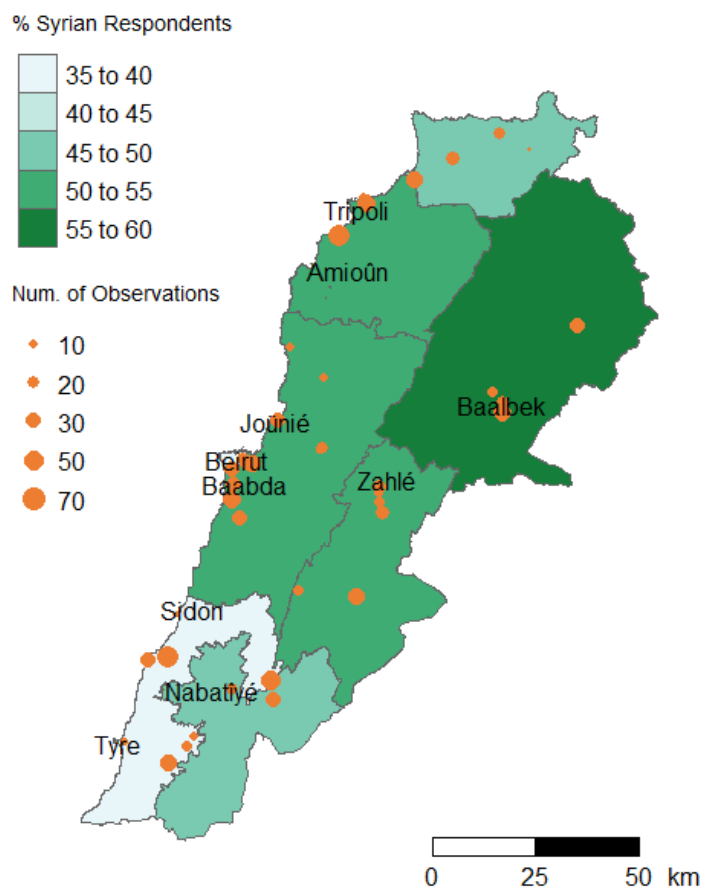 % Syrian Respondents
35 to 40
40 to 45
45 to 50
50 to 55
55 to 60
Num. of Observations
10
20
30
50
70
Tripoli
Amioûn
Baalbek
Joünié
Beirut
Baabda
Zahlé
Sidon
Nabatiyé
Tyre
0 25 50 km